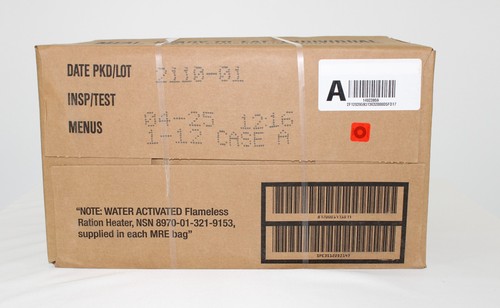 DATE PKD/LOT 2110-01
INSP/TEST 04-25 12:16
MENUS 1-12 CASE A
A
"NOTE: WATER ACTIVATED Flameless
Ration Heater, NSN 8970-01-321-9153,
supplied in each MRE bag"